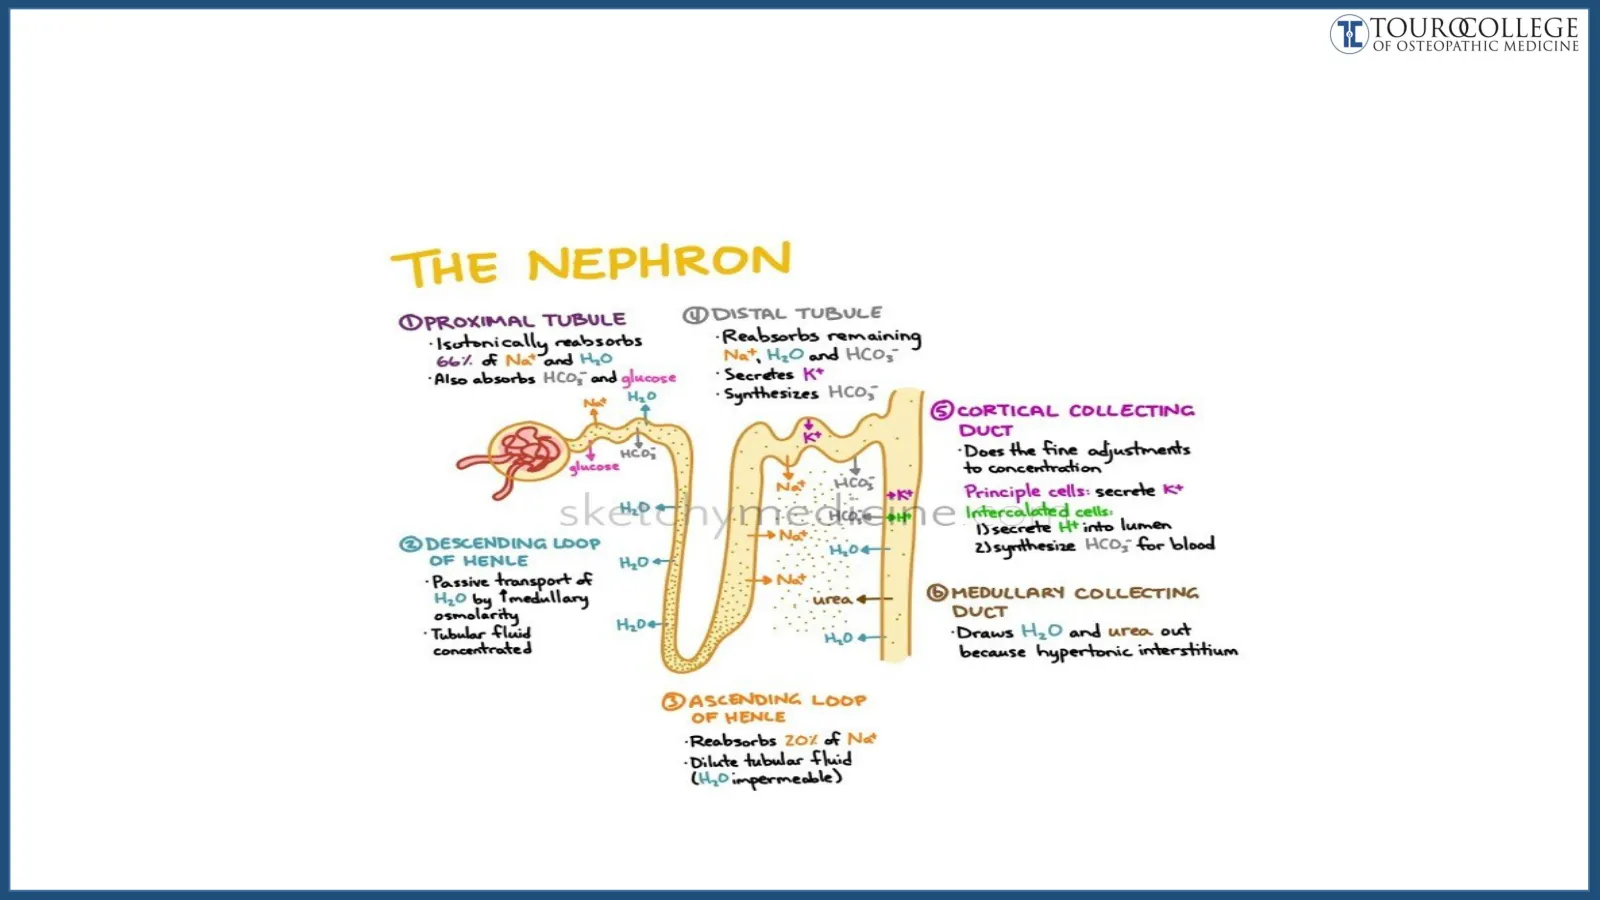 TOUROCOLLEGE
OF OSTEOPATHIC MEDICINE
THE NEPHRON
① PROXIMAL TUBULE
· Isotonically reabsorbs
66% of Na⁺ and H₂O
· Also absorbs HCO₃⁻ and glucose
④ DISTAL TUBULE
· Reabsorbs remaining
Na⁺, H₂O and HCO₃⁻
· Secretes K⁺
· Synthesizes HCO₃⁻
Na⁺
H₂O
glucose
HCO₃⁻
K⁺
Na⁺
HCO₃⁻
⑤ CORTICAL COLLECTING
DUCT
· Does the fine adjustments
to concentration
Principle cells: secrete K⁺
Intercalated cells:
1) secrete H⁺ into lumen
2) synthesize HCO₃⁻ for blood
K⁺
HCO₃⁻
H⁺
sketchymedicine.com
H₂O
Na⁺
H₂O
② DESCENDING LOOP
OF HENLE
· Passive transport of
H₂O by ↑medullary
osmolarity
· Tubular fluid
concentrated
H₂O
Na⁺
urea
H₂O
H₂O
⑥ MEDULLARY COLLECTING
DUCT
· Draws H₂O and urea out
because hypertonic interstitium
③ ASCENDING LOOP
OF HENLE
· Reabsorbs 20% of Na⁺
· Dilute tubular fluid
(H₂O impermeable)